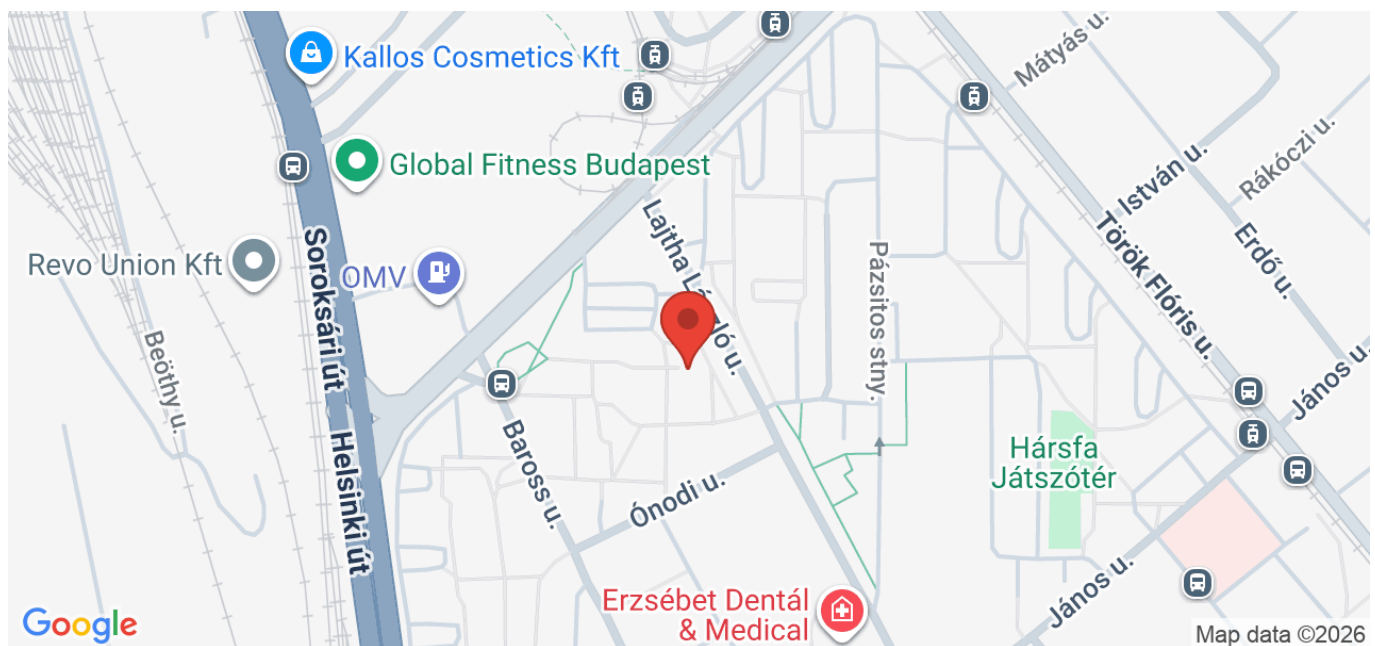 Kallos Cosmetics Kft
Mátyás u.
Global Fitness Budapest
Rákóczi u.
Török Flóris u.
István u.
Lajtha László u.
Pázsitos stny.
Erdő u.
Revo Union Kft
OMV
Soroksári út
Beöthy u.
János u.
Helsinki út
Baross u.
Hársfa
Játszótér
Ónodi u.
János u.
Erzsébet Dentál
& Medical
Google
Map data ©2026